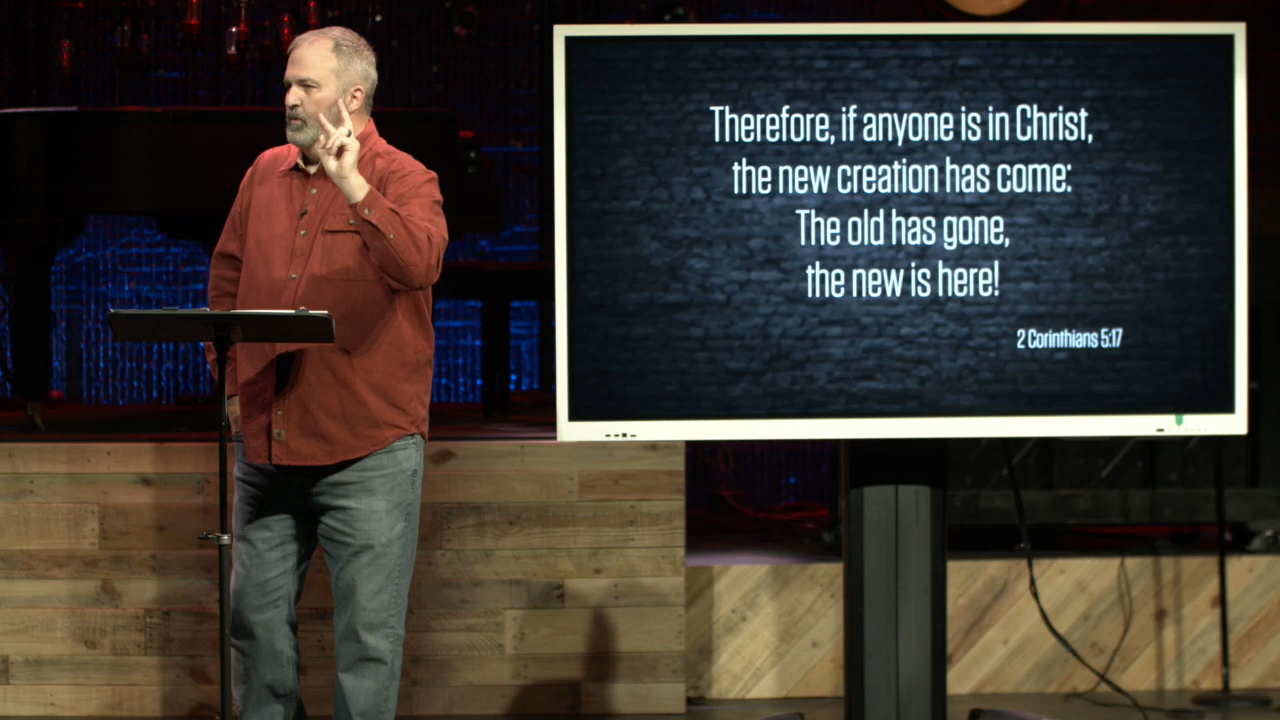 Therefore, if anyone is in Christ,
the new creation has come:
The old has gone,
the new is here!
2 Corinthians 5:17